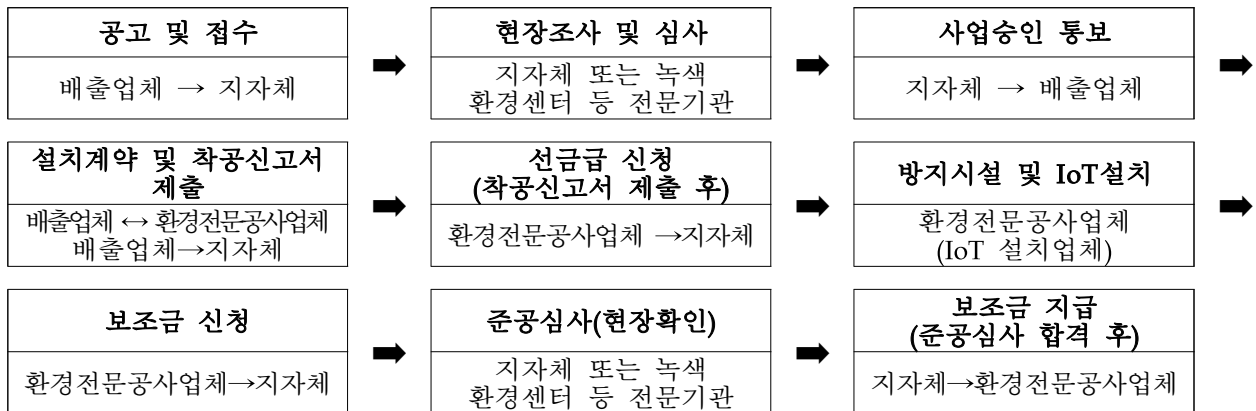 공고 및 접수
배출업체 → 지자체
현장조사 및 심사
지자체 또는 녹색
환경센터 등 전문기관
사업승인 통보
지자체 → 배출업체
설치계약 및 착공신고서
제출
배출업체 ↔ 환경전문공사업체
배출업체→지자체
선금급 신청
(착공신고서 제출 후)
환경전문공사업체 →지자체
방지시설 및 IoT설치
환경전문공사업체
(IoT 설치업체)
보조금 신청
환경전문공사업체→지자체
준공심사(현장확인)
지자체 또는 녹색
환경센터 등 전문기관
보조금 지급
(준공심사 합격 후)
지자체→환경전문공사업체